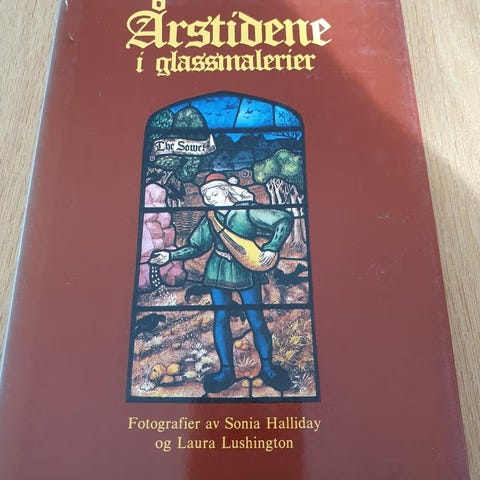 Årstidene
i glassmalerier
The Sower
Fotografier av Sonia Halliday
og Laura Lushington